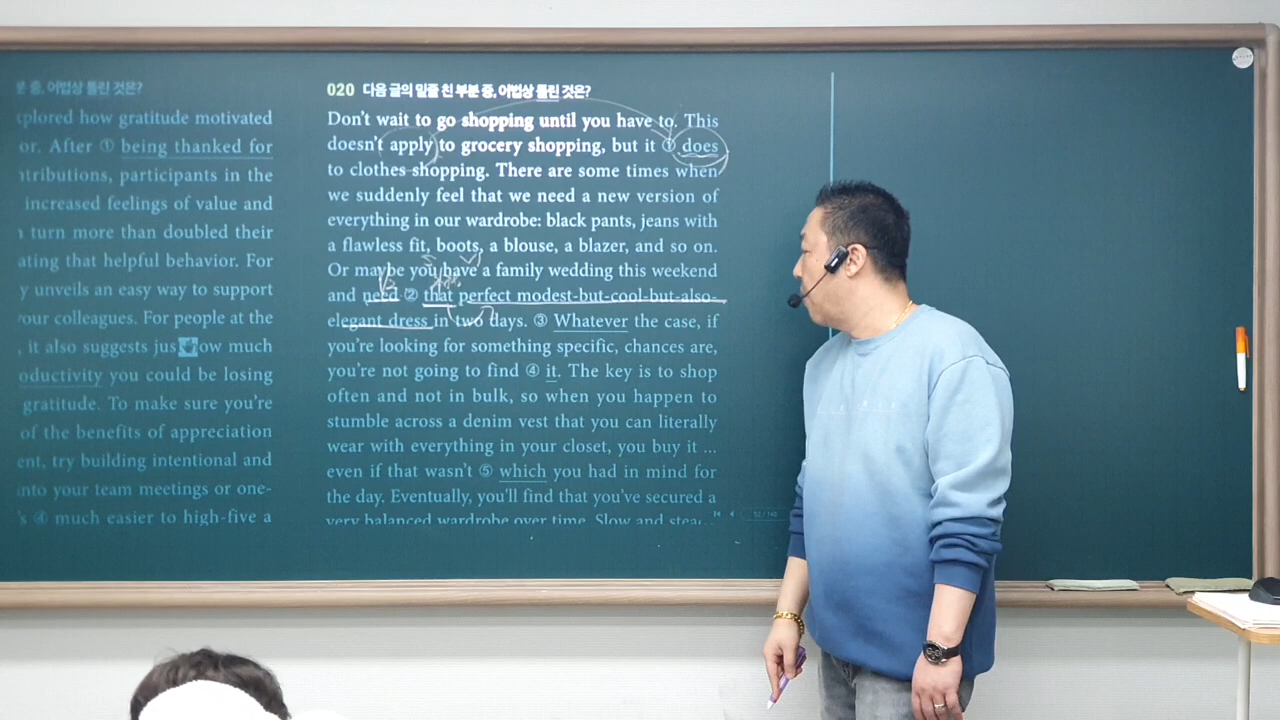 중, 어법상 틀린 것은?
plored how gratitude motivated
or. After ① being thanked for
ntributions, participants in the
increased feelings of value and
turn more than doubled their
ating that helpful behavior. For
y unveils an easy way to support
your colleagues. For people at the
, it also suggests jus ow much
oductivity you could be losing
gratitude. To make sure you're
of the benefits of appreciation
ent, try building intentional and
into your team meetings or one-
's ④ much easier to high-five a
020 다음 글의 밑줄 친 부분 중, 어법상 틀린 것은?
Don't wait to go shopping until you have to. This
doesn't apply to grocery shopping, but it ① does
to clothes shopping. There are some times when
we suddenly feel that we need a new version of
everything in our wardrobe: black pants, jeans with
a flawless fit, boots, a blouse, a blazer, and so on.
Or maybe you have a family wedding this weekend
and need ② that perfect modest-but-cool-but-also-
elegant dress in two days. ③ Whatever the case, if
you're looking for something specific, chances are,
you're not going to find ④ it. The key is to shop
often and not in bulk, so when you happen to
stumble across a denim vest that you can literally
wear with everything in your closet, you buy it ...
even if that wasn't ⑤ which you had in mind for
the day. Eventually, you'll find that you've secured a
very balanced wardrobe over time. Slow and